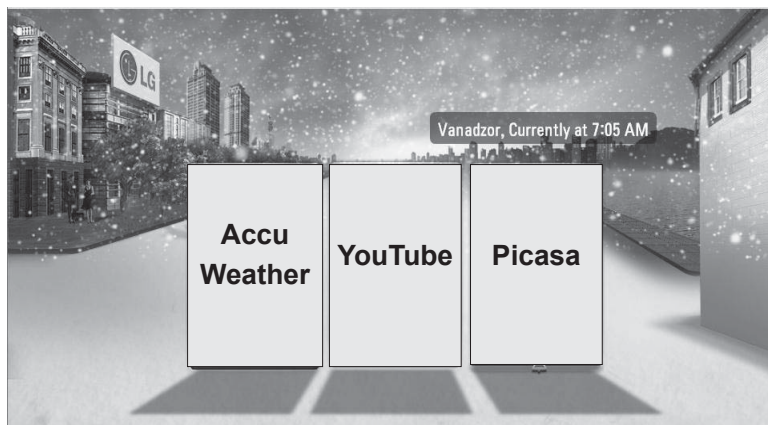 LG
Vanadzor, Currently at 7:05 AM
Accu
Weather
YouTube
Picasa